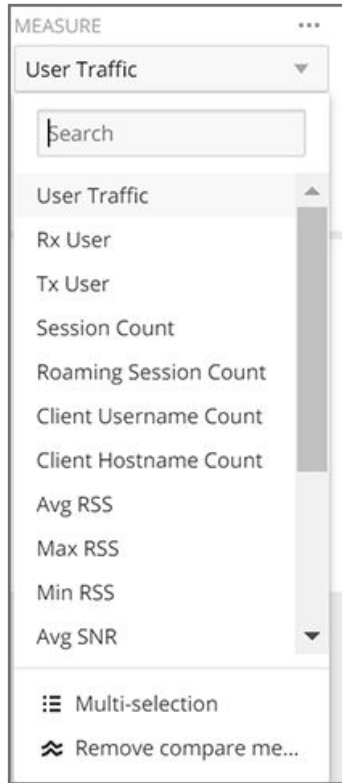 MEASURE ...
User Traffic
Search
User Traffic
Rx User
Tx User
Session Count
Roaming Session Count
Client Username Count
Client Hostname Count
Avg RSS
Max RSS
Min RSS
Avg SNR
Multi-selection
Remove compare me...